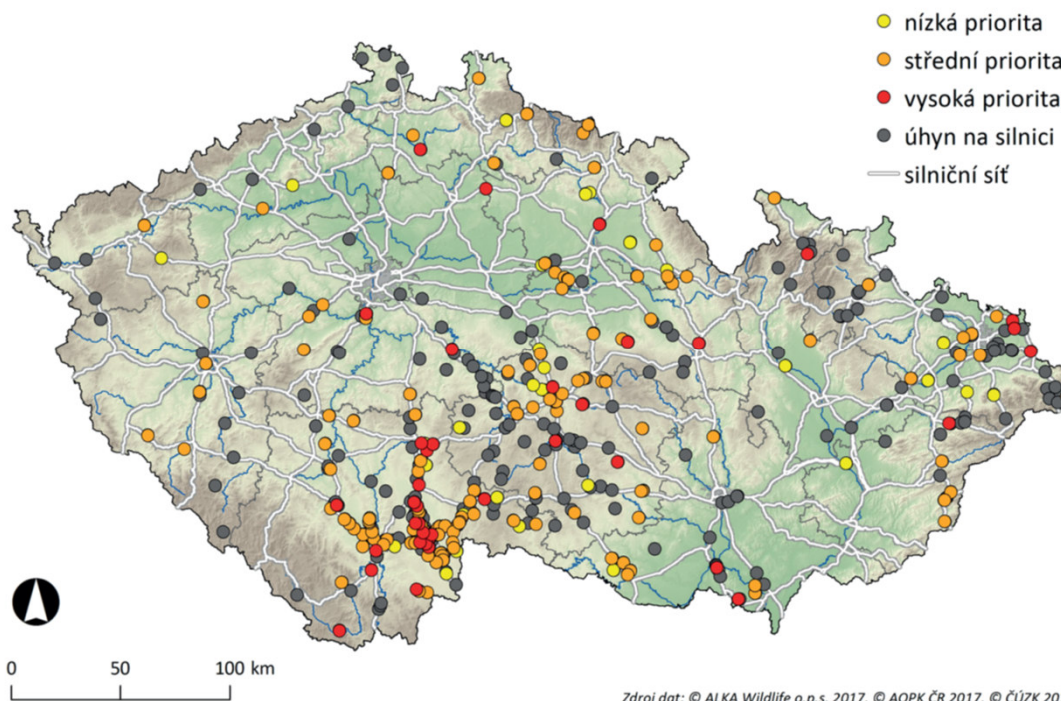 nízká priorita
střední priorita
vysoká priorita
úhyn na silnici
silniční síť
0 50 100 km
Zdroj dat: © ALKA Wildlife o.p.s. 2017, © AOPK ČR 2017, © ČÚZK 20